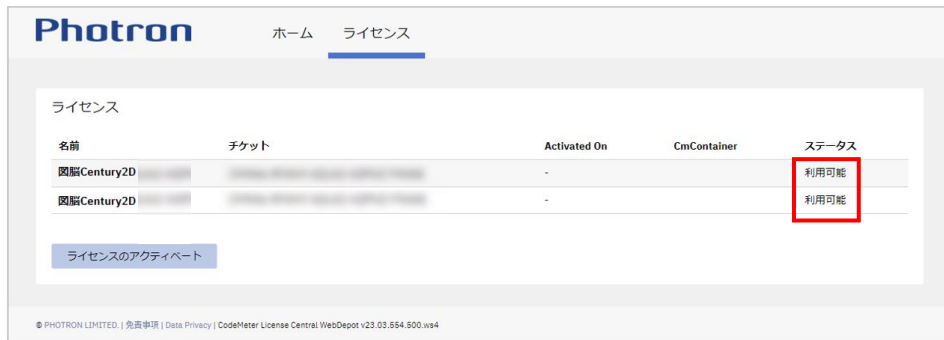 Photron
ホーム ライセンス
ライセンス
名前 チケット Activated On CmContainer ステータス
図脳Century2D - 利用可能
図脳Century2D - 利用可能
ライセンスのアクティベート
© PHOTRON LIMITED. | 免責事項 | Data Privacy | CodeMeter License Central WebDepot v23.03.554.500.ws4